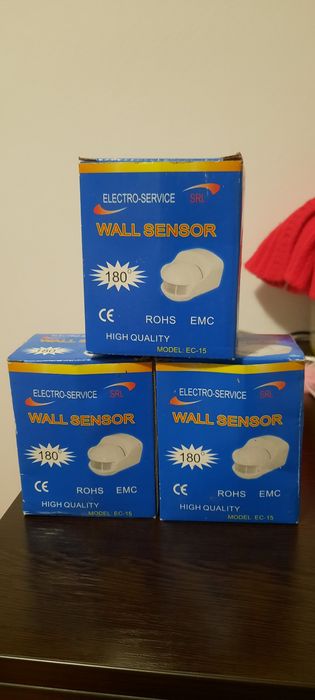 ELECTRO-SERVICE SRL
WALL SENSOR
180°
CE ROHS EMC
HIGH QUALITY
MODEL: EC-15
180°
ELECTRO-SERVICE SRL
WALL SENSOR
180°
CE ROHS EMC
HIGH QUALITY
MODEL: EC-15
ELECTRO-SERVICE SRL
WALL SENSOR
180°
CE ROHS EMC
HIGH QUALITY
MODEL: EC-15